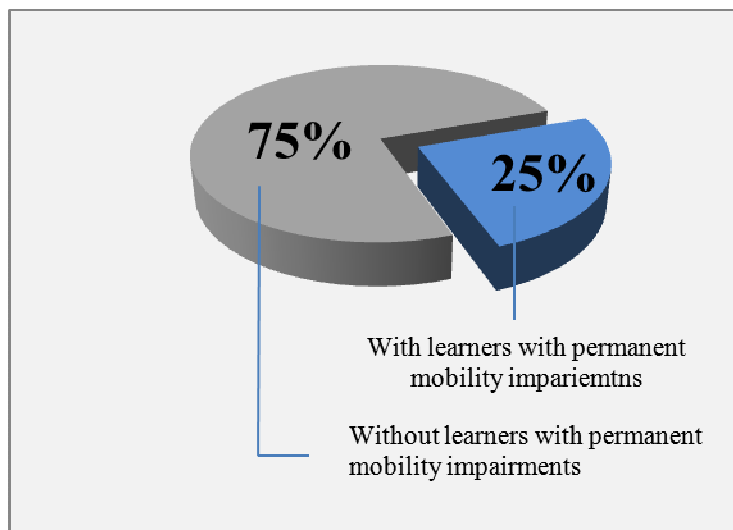 75%
25%
With learners with permanent
mobility impariemtns
Without learners with permanent
mobility impairments